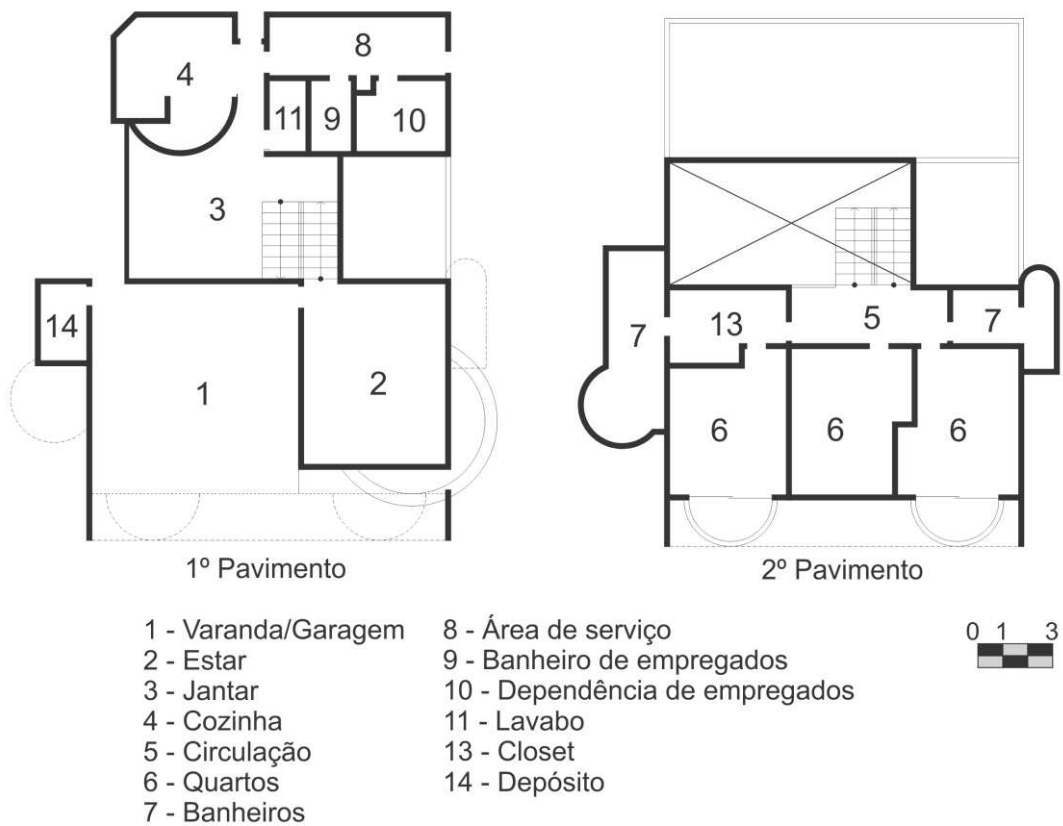 8
4
11
9
10
3
14
1
2
1º Pavimento
7
13
5
7
6
6
6
2º Pavimento
1 - Varanda/Garagem
2 - Estar
3 - Jantar
4 - Cozinha
5 - Circulação
6 - Quartos
7 - Banheiros
8 - Área de serviço
9 - Banheiro de empregados
10 - Dependência de empregados
11 - Lavabo
13 - Closet
14 - Depósito
0 1 3